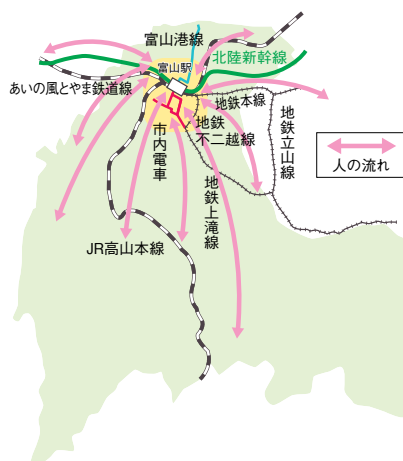 富山港線
北陸新幹線
富山駅
あいの風とやま鉄道線
地鉄本線
地鉄
不二越線
地鉄立山線
市内電車
地鉄上滝線
人の流れ
JR高山本線